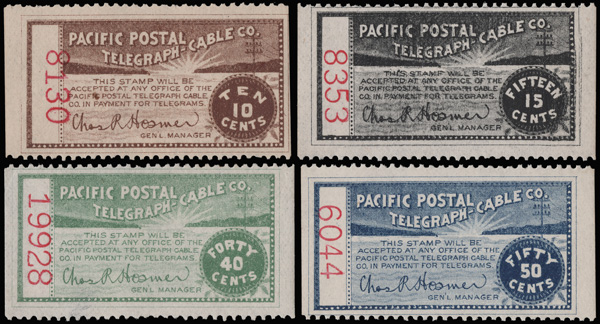 8130
PACIFIC POSTAL
TELEGRAPH-CABLE CO.
THIS STAMP WILL BE
ACCEPTED AT ANY OFFICE OF THE
PACIFIC POSTAL TELEGRAPH CABLE
CO. IN PAYMENT FOR TELEGRAMS.
Chas R Hosmer
GEN'L MANAGER
TEN
10
CENTS
8353
PACIFIC POSTAL
TELEGRAPH-CABLE CO.
THIS STAMP WILL BE
ACCEPTED AT ANY OFFICE OF THE
PACIFIC POSTAL TELEGRAPH CABLE
CO. IN PAYMENT FOR TELEGRAMS.
Chas R Hosmer
GEN'L MANAGER
FIFTEEN
15
CENTS
19928
PACIFIC POSTAL
TELEGRAPH-CABLE CO.
THIS STAMP WILL BE
ACCEPTED AT ANY OFFICE OF THE
PACIFIC POSTAL TELEGRAPH CABLE
CO. IN PAYMENT FOR TELEGRAMS.
Chas R Hosmer
GEN'L MANAGER
FORTY
40
CENTS
6044
PACIFIC POSTAL
TELEGRAPH-CABLE CO.
THIS STAMP WILL BE
ACCEPTED AT ANY OFFICE OF THE
PACIFIC POSTAL TELEGRAPH CABLE
CO. IN PAYMENT FOR TELEGRAMS.
Chas R Hosmer
GEN'L MANAGER
FIFTY
50
CENTS